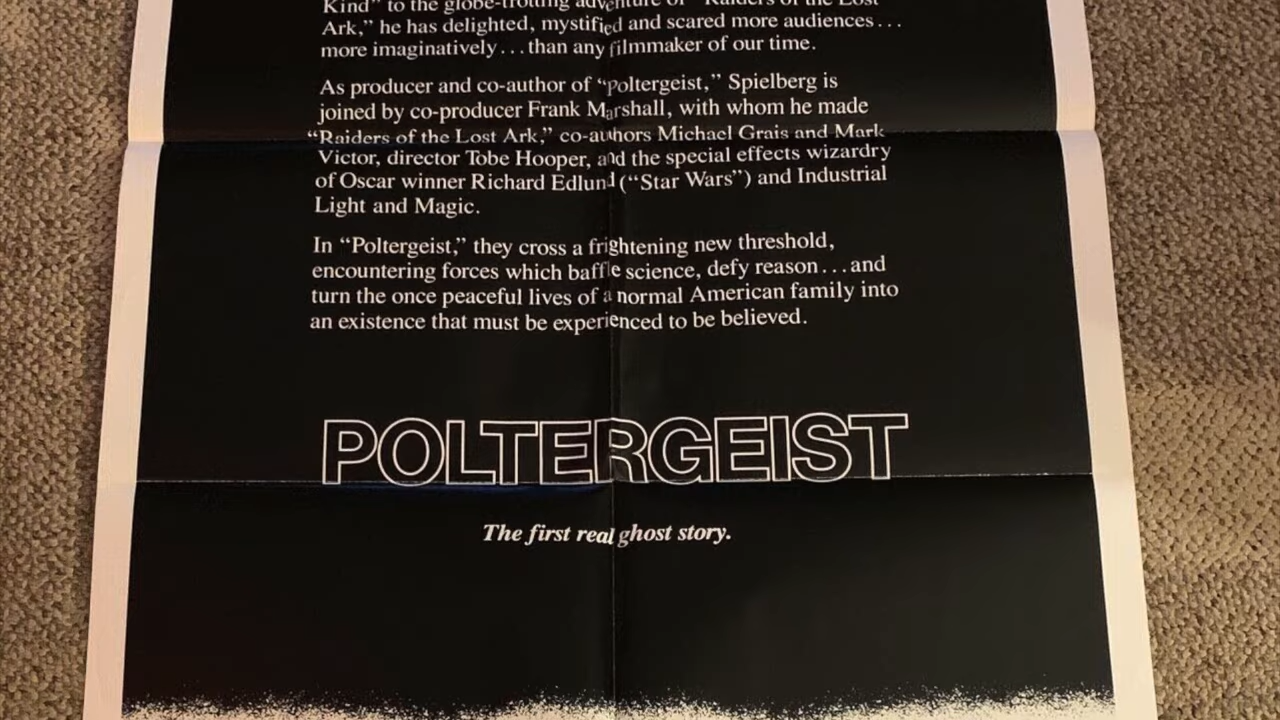 Kind” to the globe-trotting adventure of “Raiders of the Lost
Ark,” he has delighted, mystified and scared more audiences...
more imaginatively...than any filmmaker of our time.
As producer and co-author of “Poltergeist,” Spielberg is
joined by co-producer Frank Marshall, with whom he made
“Raiders of the Lost Ark,” co-authors Michael Grais and Mark
Victor, director Tobe Hooper, and the special effects wizardry
of Oscar winner Richard Edlund (“Star Wars”) and Industrial
Light and Magic.
In “Poltergeist,” they cross a frightening new threshold,
encountering forces which baffle science, defy reason...and
turn the once peaceful lives of a normal American family into
an existence that must be experienced to be believed.
POLTERGEIST
The first real ghost story.